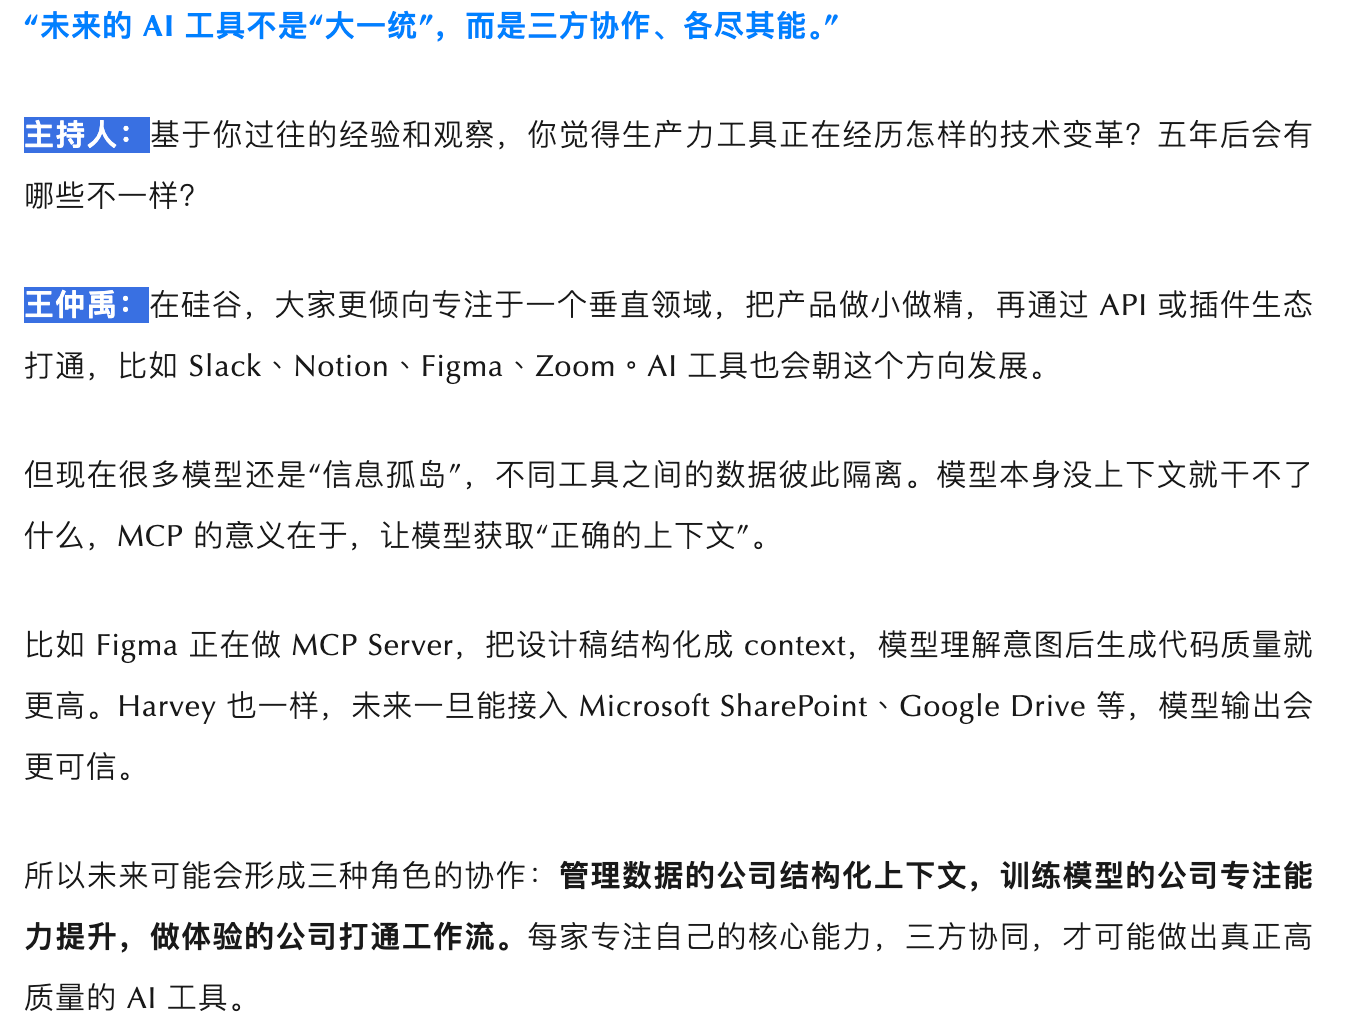 “未来的 AI 工具不是“大一统”，而是三方协作、各尽其能。”
主持人：基于你过往的经验和观察，你觉得生产力工具正在经历怎样的技术变革？五年后会有
哪些不一样？
王仲禹：在硅谷，大家更倾向专注于一个垂直领域，把产品做小做精，再通过 API 或插件生态
打通，比如 Slack、Notion、Figma、Zoom。AI 工具也会朝这个方向发展。
但现在很多模型还是“信息孤岛”，不同工具之间的数据彼此隔离。模型本身没上下文就干不了
什么，MCP 的意义在于，让模型获取“正确的上下文”。
比如 Figma 正在做 MCP Server，把设计稿结构化成 context，模型理解意图后生成代码质量就
更高。Harvey 也一样，未来一旦能接入 Microsoft SharePoint、Google Drive 等，模型输出会
更可信。
所以未来可能会形成三种角色的协作：管理数据的公司结构化上下文，训练模型的公司专注能
力提升，做体验的公司打通工作流。每家专注自己的核心能力，三方协同，才可能做出真正高
质量的 AI 工具。